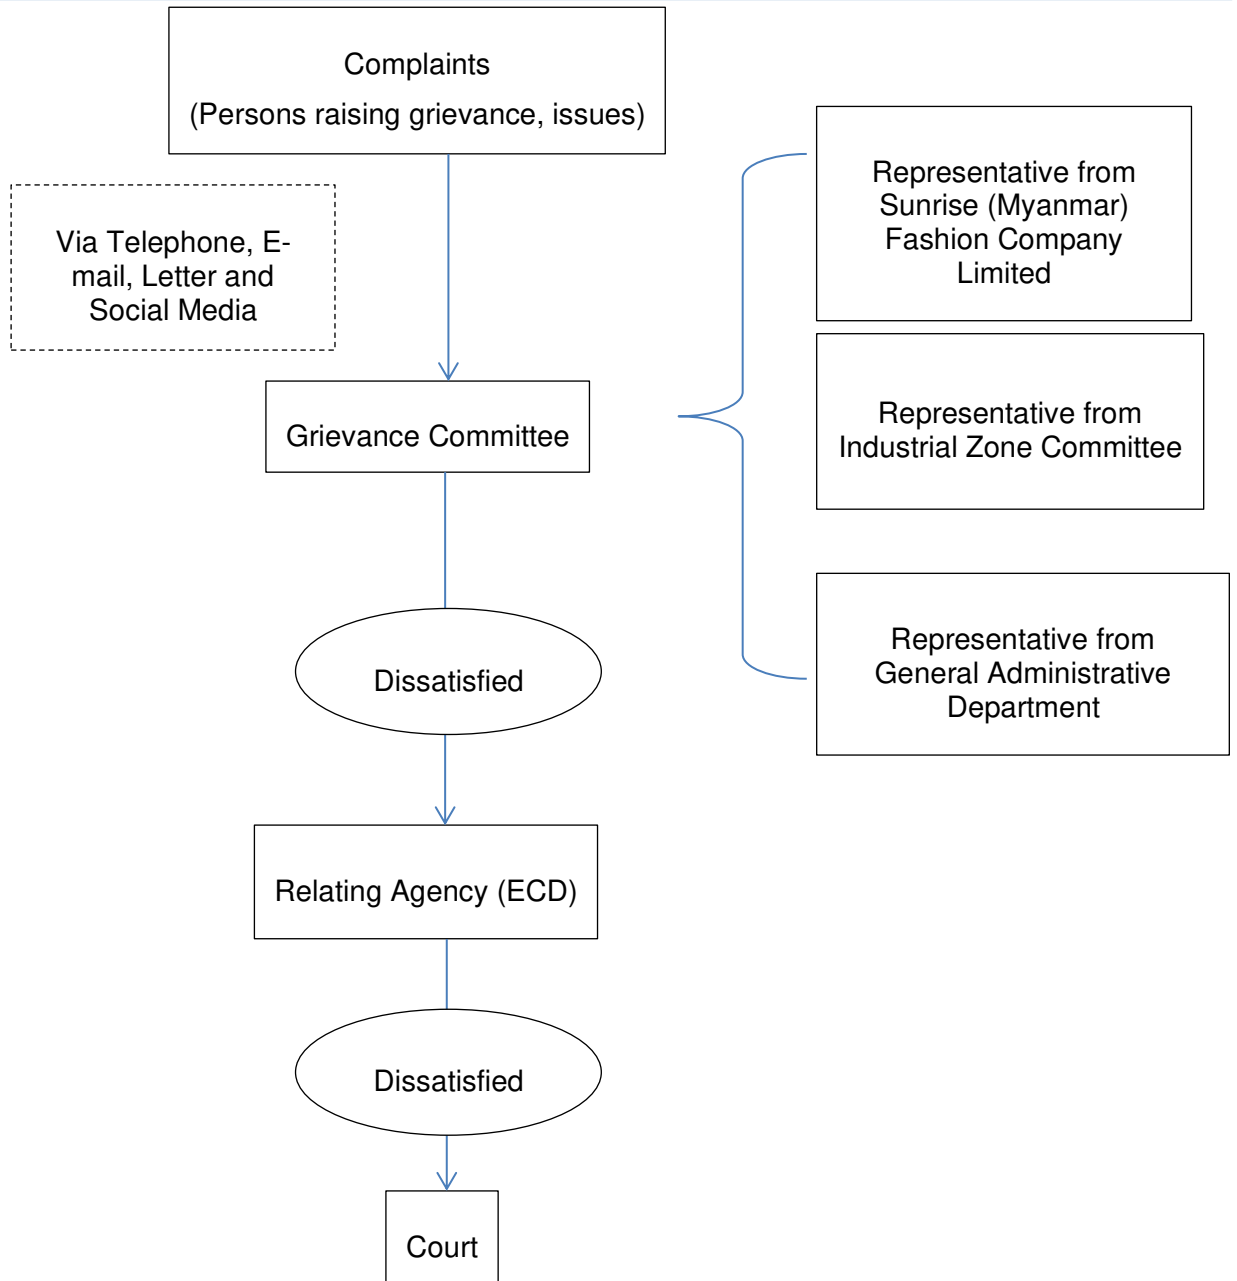 Complaints
(Persons raising grievance, issues)
Via Telephone, E-
mail, Letter and
Social Media
Grievance Committee
Representative from
Sunrise (Myanmar)
Fashion Company
Limited
Representative from
Industrial Zone Committee
Representative from
General Administrative
Department
Dissatisfied
Relating Agency (ECD)
Dissatisfied
Court